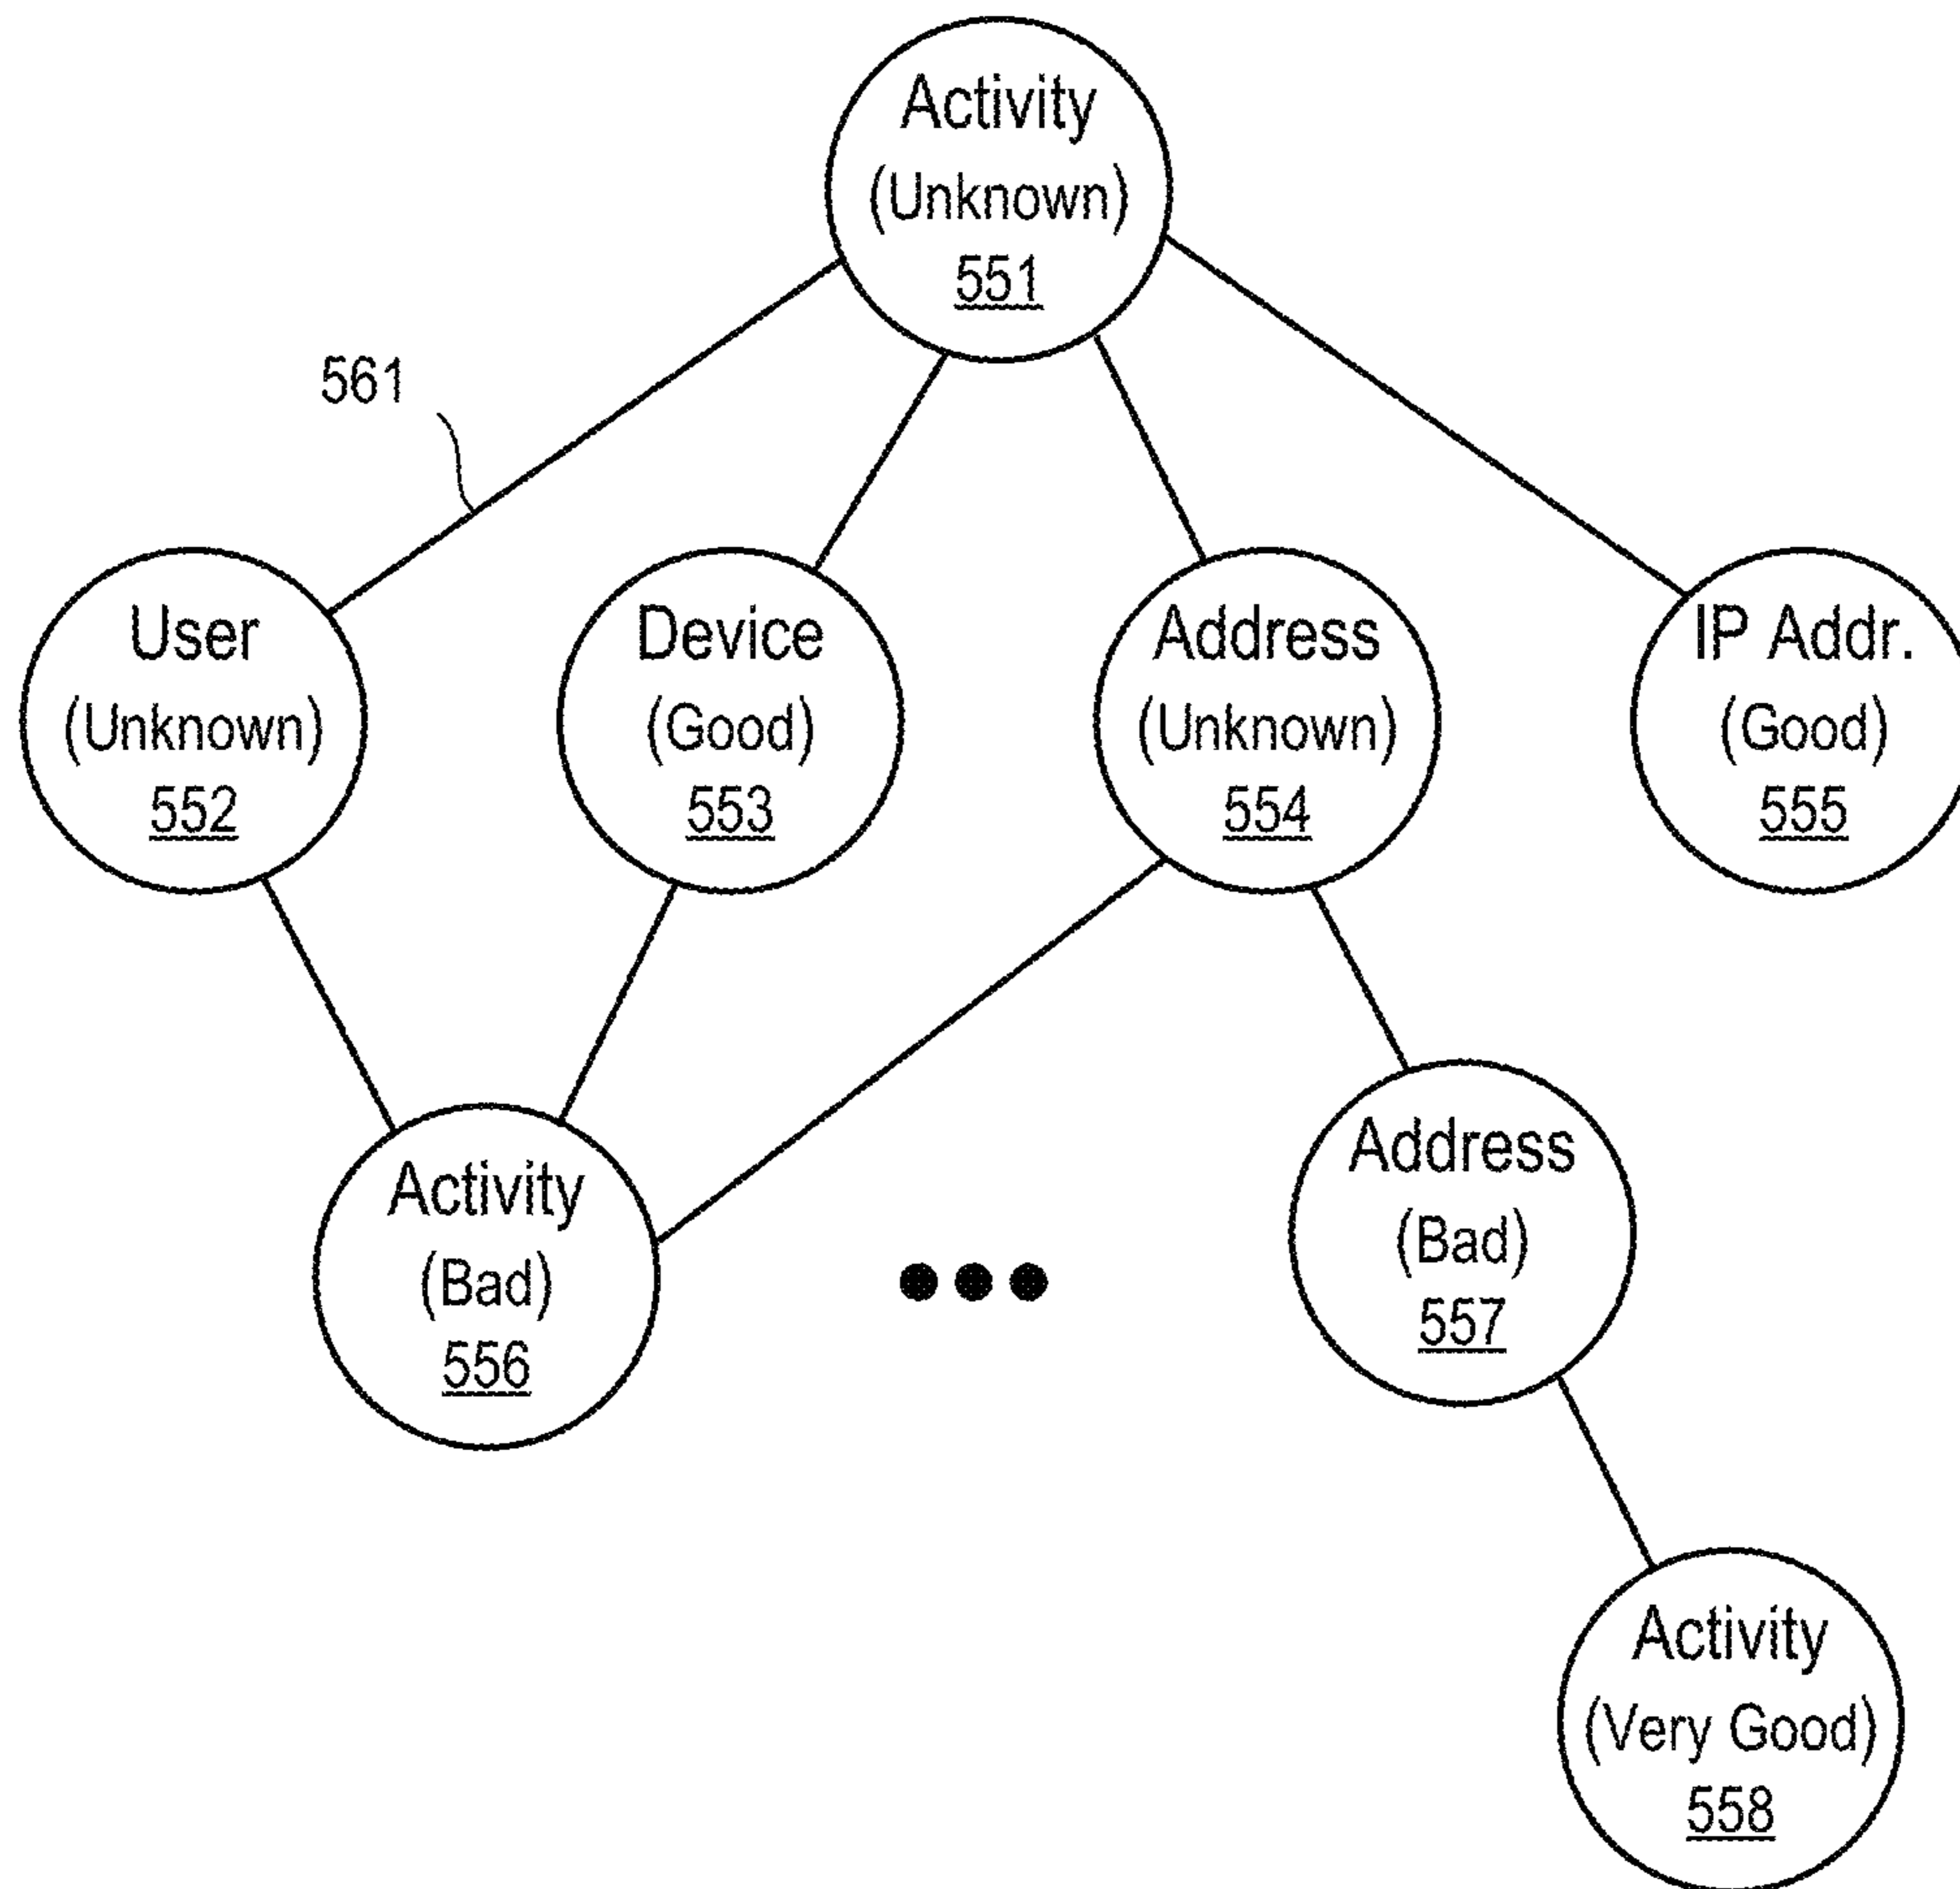 Activity
(Unknown)
551
561
User
(Unknown)
552
Device
(Good)
553
Address
(Unknown)
554
IP Addr.
(Good)
555
Activity
(Bad)
556
Address
(Bad)
557
Activity
(Very Good)
558